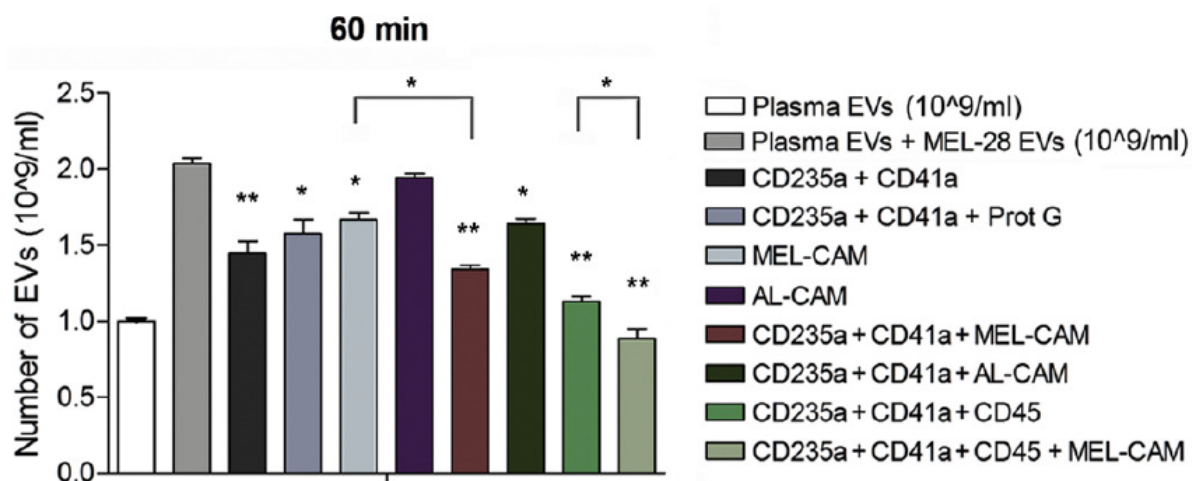 60 min
Number of EVs (10^9/ml)
2.5
2.0
1.5
1.0
0.5
0.0
**
*
*
**
*
**
**
*
*
Plasma EVs (10^9/ml)
Plasma EVs + MEL-28 EVs (10^9/ml)
CD235a + CD41a
CD235a + CD41a + Prot G
MEL-CAM
AL-CAM
CD235a + CD41a + MEL-CAM
CD235a + CD41a + AL-CAM
CD235a + CD41a + CD45
CD235a + CD41a + CD45 + MEL-CAM